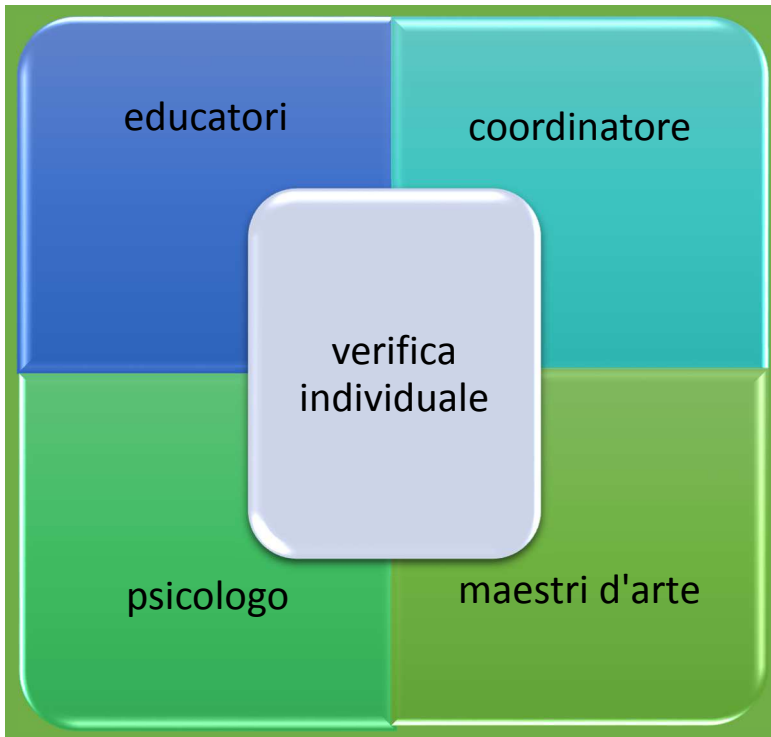 educatori
coordinatore
verifica
individuale
psicologo
maestri d'arte